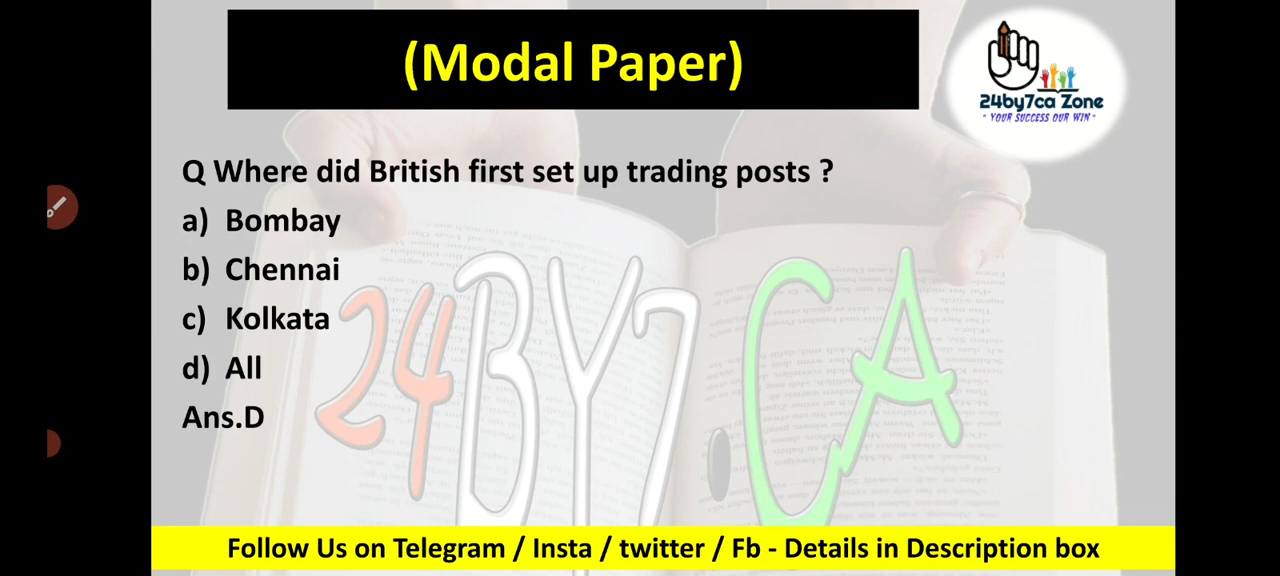 (Modal Paper)
24by7ca Zone
" YOUR SUCCESS OUR WIN "
Q Where did British first set up trading posts ?
a) Bombay
b) Chennai
c) Kolkata
d) All
Ans.D
24BY7.CA
Follow Us on Telegram / Insta / twitter / Fb - Details in Description box